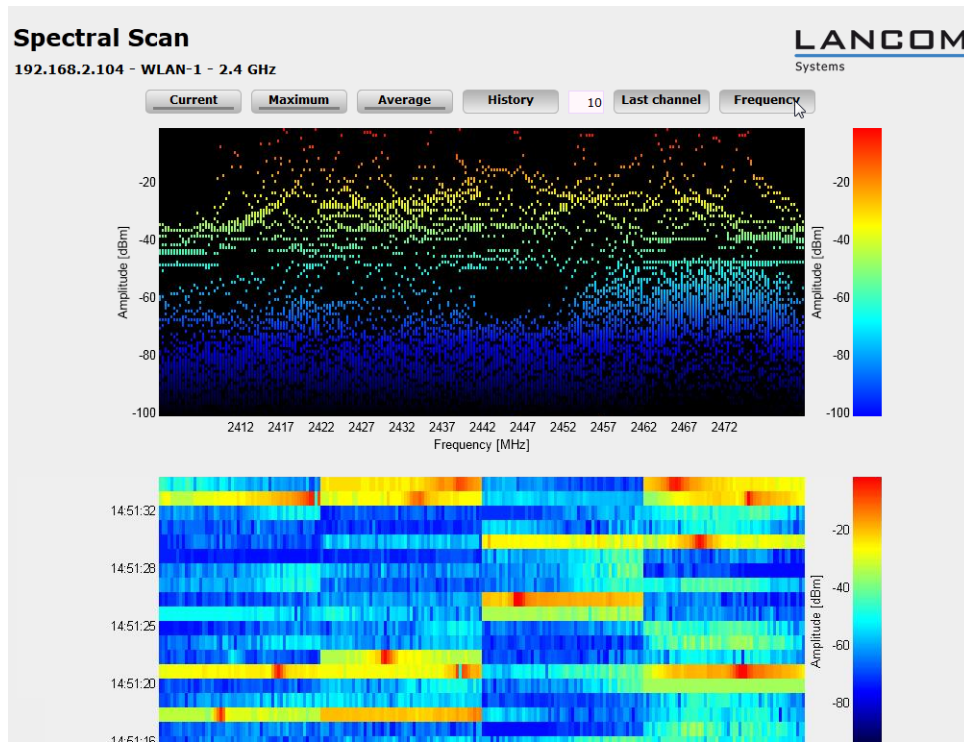 Spectral Scan
LANCOM
Systems
192.168.2.104 - WLAN-1 - 2.4 GHz
Current Maximum Average History 10 Last channel Frequency
-20
-40
-60
-80
-100
Amplitude [dBm]
2412 2417 2422 2427 2432 2437 2442 2447 2452 2457 2462 2467 2472
Frequency [MHz]
-20
-40
-60
-80
-100
Amplitude [dBm]
14:51:32
14:51:28
14:51:25
14:51:20
14:51:16
-20
-40
-60
-80
Amplitude [dBm]